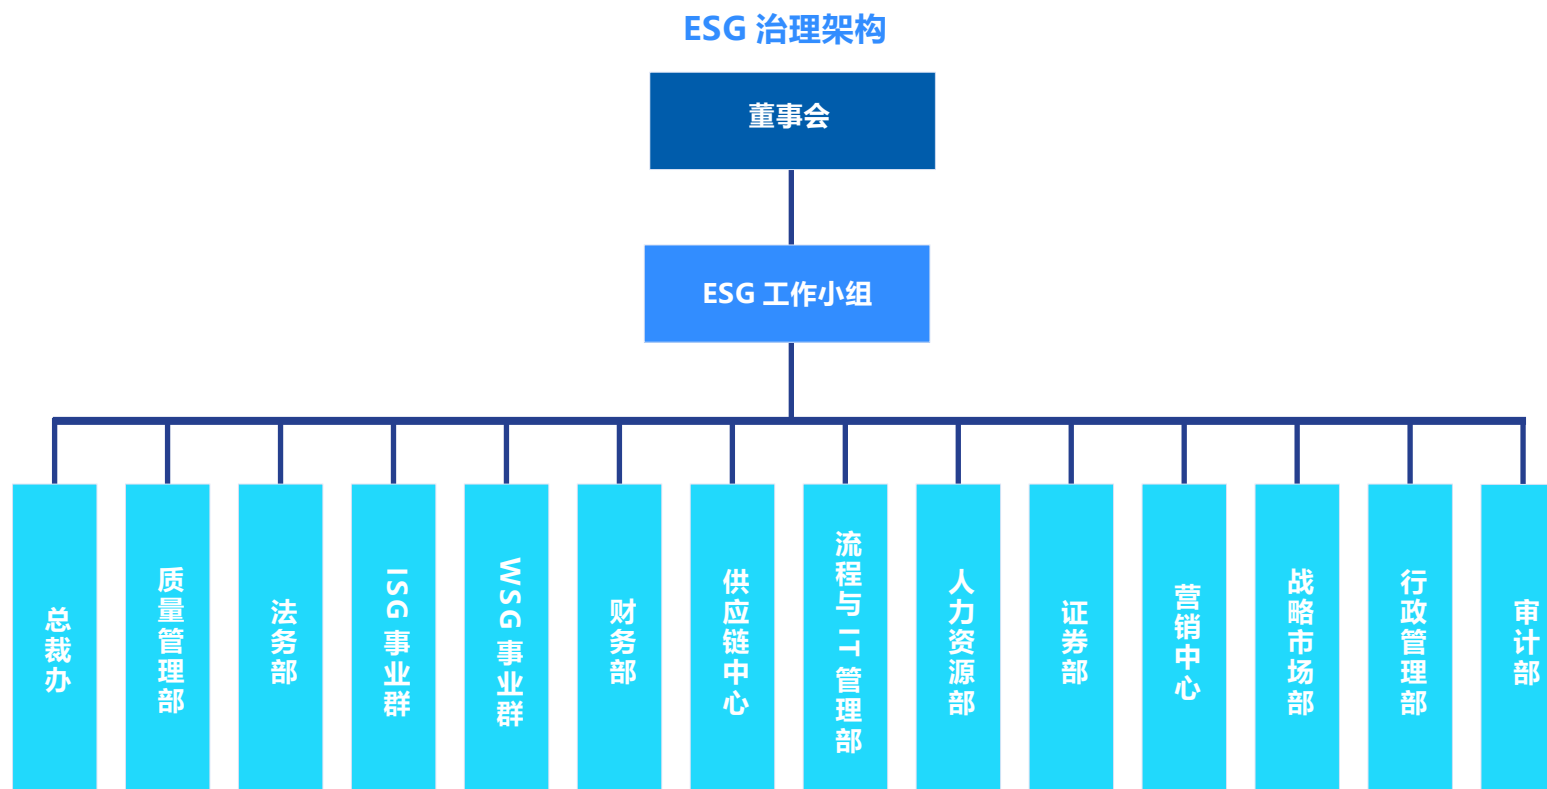 ESG 治理架构
董事会
ESG 工作小组
总裁办
质量管理部
法务部
ISG 事业群
WSG 事业群
财务部
供应链中心
流程与 IT 管理部
人力资源部
证券部
营销中心
战略市场部
行政管理部
审计部